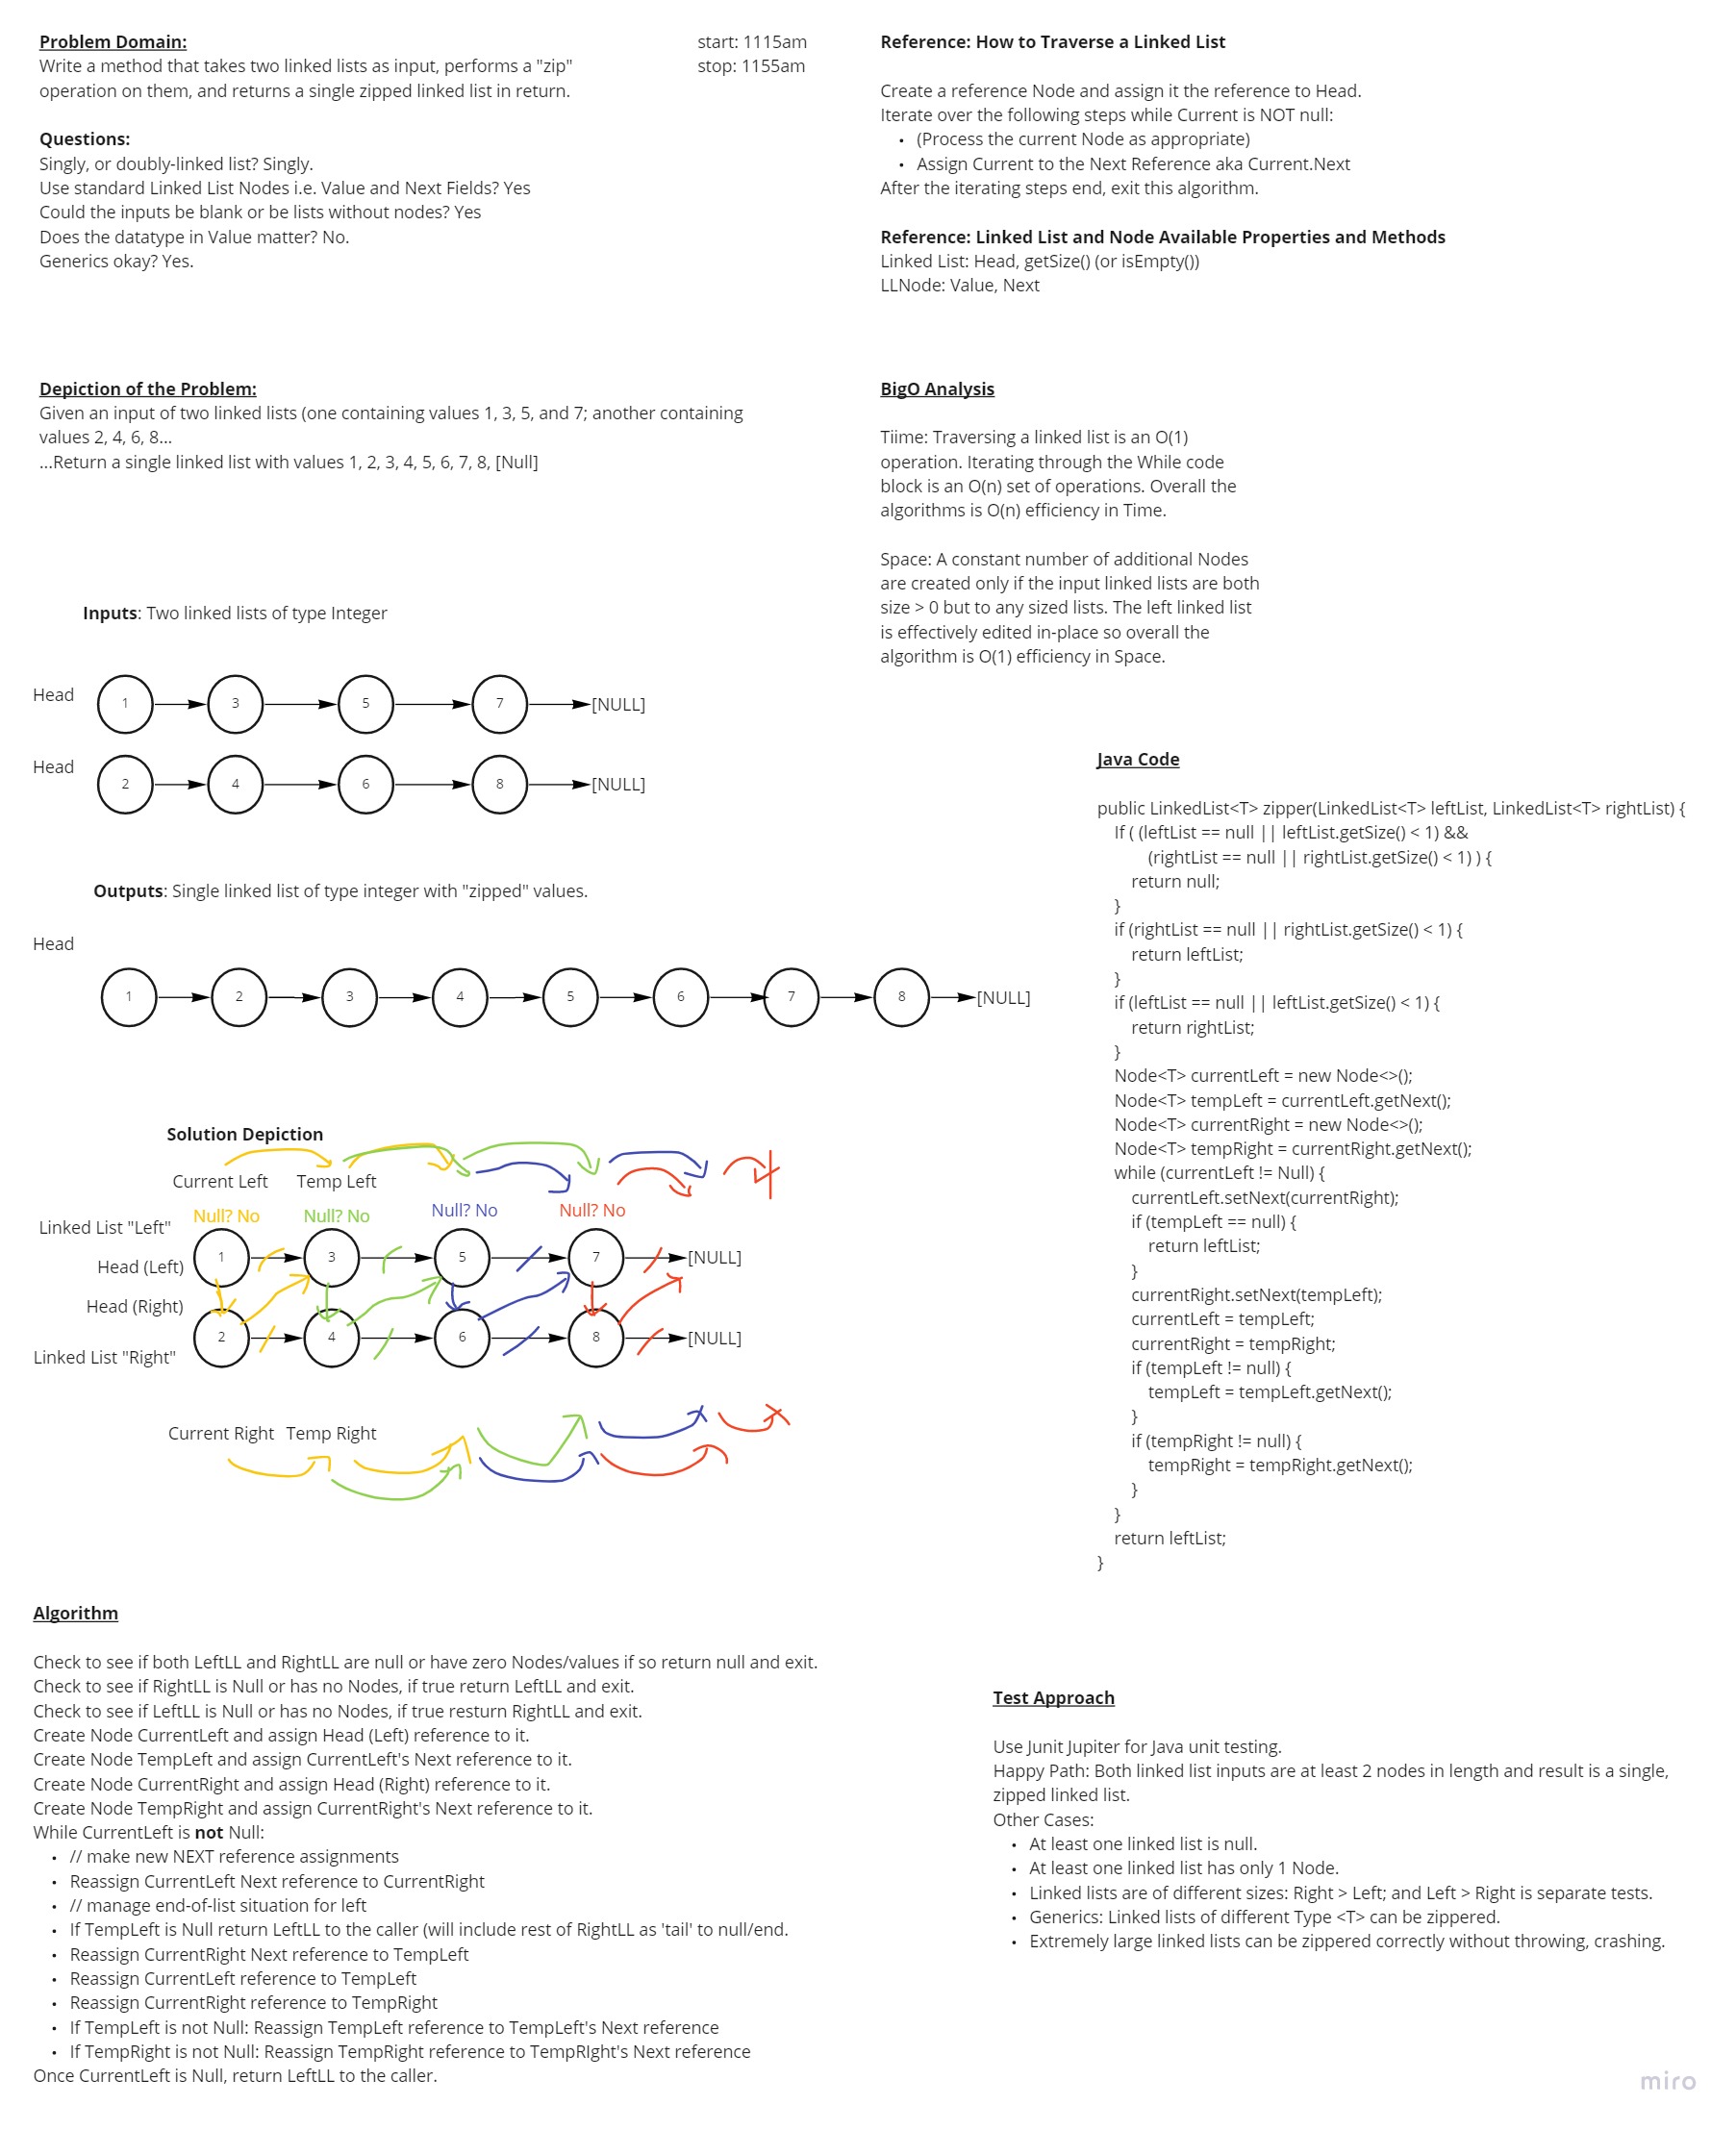 Problem Domain:
Write a method that takes two linked lists as input, performs a "zip"
operation on them, and returns a single zipped linked list in return.
start: 1115am
stop: 1155am
Questions:
Singly, or doubly-linked list? Singly.
Use standard Linked List Nodes i.e. Value and Next Fields? Yes
Could the inputs be blank or be lists without nodes? Yes
Does the datatype in Value matter? No.
Generics okay? Yes.
Reference: How to Traverse a Linked List
Create a reference Node and assign it the reference to Head.
Iterate over the following steps while Current is NOT null:
• (Process the current Node as appropriate)
• Assign Current to the Next Reference aka Current.Next
After the iterating steps end, exit this algorithm.
Reference: Linked List and Node Available Properties and Methods
Linked List: Head, getSize() (or isEmpty())
LLNode: Value, Next
Depiction of the Problem:
Given an input of two linked lists (one containing values 1, 3, 5, and 7; another containing
values 2, 4, 6, 8...
...Return a single linked list with values 1, 2, 3, 4, 5, 6, 7, 8, [Null]
BigO Analysis
Tiime: Traversing a linked list is an O(1)
operation. Iterating through the While code
block is an O(n) set of operations. Overall the
algorithms is O(n) efficiency in Time.
Space: A constant number of additional Nodes
are created only if the input linked lists are both
size > 0 but to any sized lists. The left linked list
is effectively edited in-place so overall the
algorithm is O(1) efficiency in Space.
Inputs: Two linked lists of type Integer
Head 1 3 5 7 [NULL]
Head 2 4 6 8 [NULL]
Outputs: Single linked list of type integer with "zipped" values.
Head
1 2 3 4 5 6 7 8 [NULL]
Solution Depiction
Current Left Temp Left
Null? No Null? No Null? No Null? No
Linked List "Left"
1 3 5 7 [NULL]
Head (Left)
Head (Right)
2 4 6 8 [NULL]
Linked List "Right"
Current Right Temp Right
Java Code
public LinkedList<T> zipper(LinkedList<T> leftList, LinkedList<T> rightList) {
If ( (leftList == null || leftList.getSize() < 1) &&
(rightList == null || rightList.getSize() < 1) ) {
return null;
}
if (rightList == null || rightList.getSize() < 1) {
return leftList;
}
if (leftList == null || leftList.getSize() < 1) {
return rightList;
}
Node<T> currentLeft = new Node<>();
Node<T> tempLeft = currentLeft.getNext();
Node<T> currentRight = new Node<>();
Node<T> tempRight = currentRight.getNext();
while (currentLeft != Null) {
currentLeft.setNext(currentRight);
if (tempLeft == null) {
return leftList;
}
currentRight.setNext(tempLeft);
currentLeft = tempLeft;
currentRight = tempRight;
if (tempLeft != null) {
tempLeft = tempLeft.getNext();
}
if (tempRight != null) {
tempRight = tempRight.getNext();
}
}
return leftList;
}
Algorithm
Check to see if both LeftLL and RightLL are null or have zero Nodes/values if so return null and exit.
Check to see if RightLL is Null or has no Nodes, if true return LeftLL and exit.
Check to see if LeftLL is Null or has no Nodes, if true resturn RightLL and exit.
Create Node CurrentLeft and assign Head (Left) reference to it.
Create Node TempLeft and assign CurrentLeft's Next reference to it.
Create Node CurrentRight and assign Head (Right) reference to it.
Create Node TempRight and assign CurrentRight's Next reference to it.
While CurrentLeft is not Null:
• // make new NEXT reference assignments
• Reassign CurrentLeft Next reference to CurrentRight
• // manage end-of-list situation for left
• If TempLeft is Null return LeftLL to the caller (will include rest of RightLL as 'tail' to null/end.
• Reassign CurrentRight Next reference to TempLeft
• Reassign CurrentLeft reference to TempLeft
• Reassign CurrentRight reference to TempRight
• If TempLeft is not Null: Reassign TempLeft reference to TempLeft's Next reference
• If TempRight is not Null: Reassign TempRight reference to TempRIght's Next reference
Once CurrentLeft is Null, return LeftLL to the caller.
Test Approach
Use Junit Jupiter for Java unit testing.
Happy Path: Both linked list inputs are at least 2 nodes in length and result is a single,
zipped linked list.
Other Cases:
• At least one linked list is null.
• At least one linked list has only 1 Node.
• Linked lists are of different sizes: Right > Left; and Left > Right is separate tests.
• Generics: Linked lists of different Type <T> can be zippered.
• Extremely large linked lists can be zippered correctly without throwing, crashing.
miro